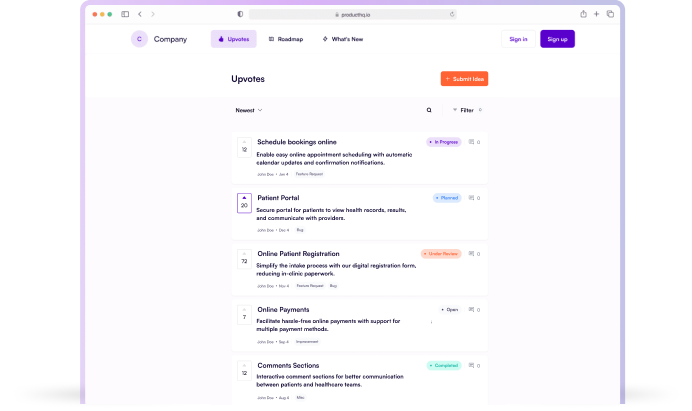 producthq.io
C Company Upvotes Roadmap What's New Sign in Sign up
Upvotes + Submit Idea
Newest Filter 0
12 Schedule bookings online In Progress 0
Enable easy online appointment scheduling with automatic
calendar updates and confirmation notifications.
John Doe • Jan 4 Feature Request
20 Patient Portal Planned 0
Secure portal for patients to view health records, results,
and communicate with providers.
John Doe • Dec 4 Bug
72 Online Patient Registration Under Review 0
Simplify the intake process with our digital registration form,
reducing in-clinic paperwork.
John Doe • Nov 4 Feature Request Bug
7 Online Payments Open 0
Facilitate hassle-free online payments with support for
multiple payment methods.
John Doe • Sep 4 Improvement
12 Comments Sections Completed 0
Interactive comment sections for better communication
between patients and healthcare teams.
John Doe • Aug 4 Misc